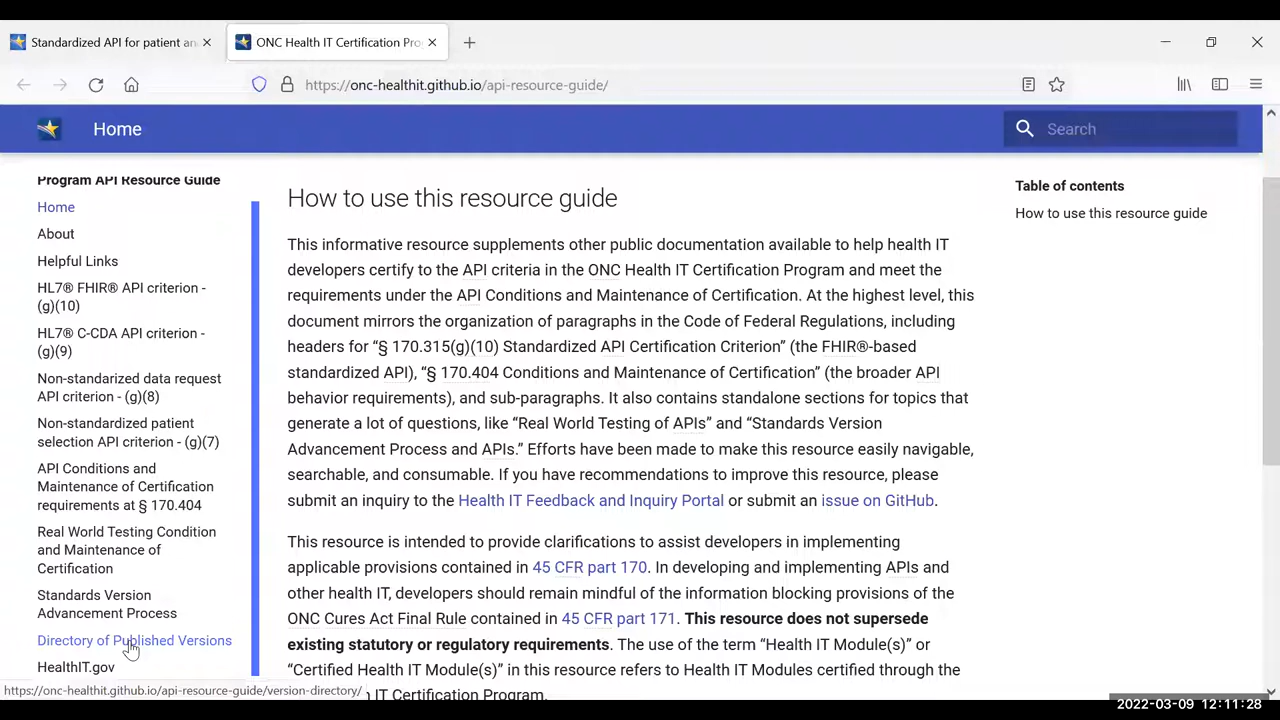 Standardized API for patient an
ONC Health IT Certification Pro
https://onc-healthit.github.io/api-resource-guide/
Home
Search
Program API Resource Guide
Home
About
Helpful Links
HL7® FHIR® API criterion -
(g)(10)
HL7® C-CDA API criterion -
(g)(9)
Non-standarized data request
API criterion - (g)(8)
Non-standardized patient
selection API criterion - (g)(7)
API Conditions and
Maintenance of Certification
requirements at § 170.404
Real World Testing Condition
and Maintenance of
Certification
Standards Version
Advancement Process
Directory of Published Versions
HealthIT.gov
How to use this resource guide
This informative resource supplements other public documentation available to help health IT
developers certify to the API criteria in the ONC Health IT Certification Program and meet the
requirements under the API Conditions and Maintenance of Certification. At the highest level, this
document mirrors the organization of paragraphs in the Code of Federal Regulations, including
headers for “§ 170.315(g)(10) Standardized API Certification Criterion” (the FHIR®-based
standardized API), “§ 170.404 Conditions and Maintenance of Certification” (the broader API
behavior requirements), and sub-paragraphs. It also contains standalone sections for topics that
generate a lot of questions, like “Real World Testing of APIs” and “Standards Version
Advancement Process and APIs.” Efforts have been made to make this resource easily navigable,
searchable, and consumable. If you have recommendations to improve this resource, please
submit an inquiry to the Health IT Feedback and Inquiry Portal or submit an issue on GitHub.
This resource is intended to provide clarifications to assist developers in implementing
applicable provisions contained in 45 CFR part 170. In developing and implementing APIs and
other health IT, developers should remain mindful of the information blocking provisions of the
ONC Cures Act Final Rule contained in 45 CFR part 171. This resource does not supersede
existing statutory or regulatory requirements. The use of the term “Health IT Module(s)” or
“Certified Health IT Module(s)” in this resource refers to Health IT Modules certified through the
IT Certification Program.
Table of contents
How to use this resource guide
https://onc-healthit.github.io/api-resource-guide/version-directory/
2022-03-09 12:11:28